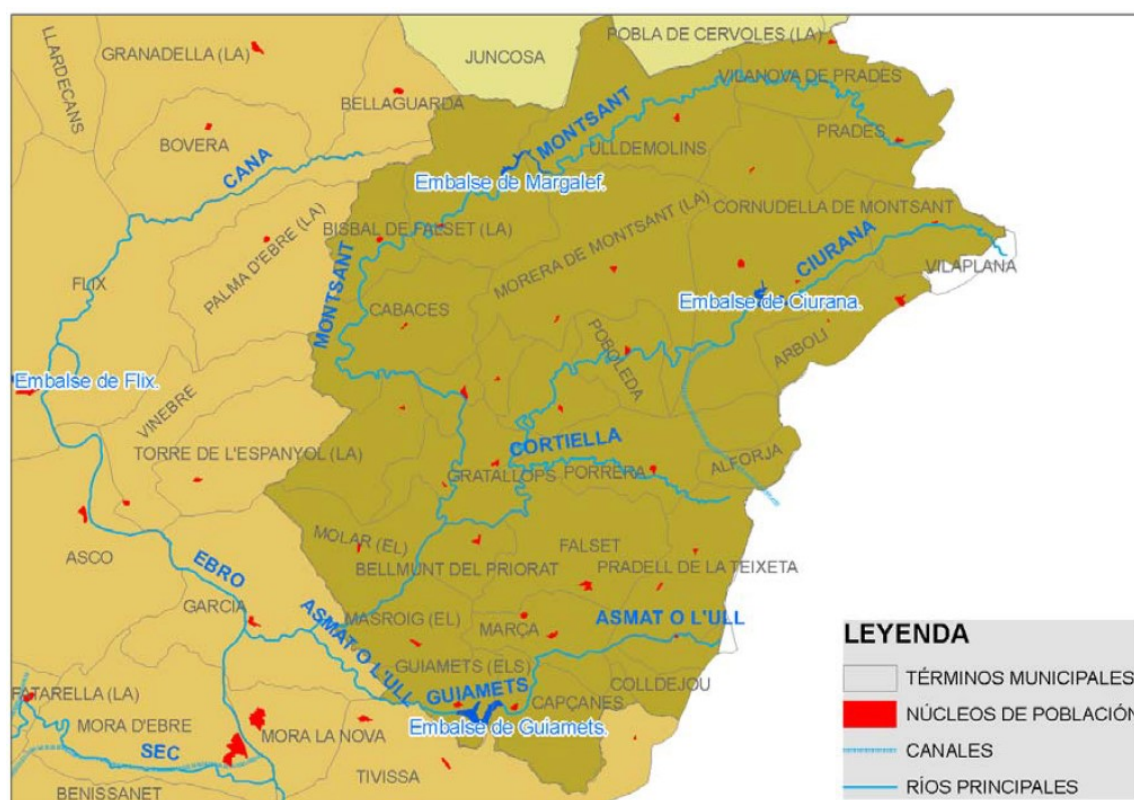 POBLA DE CERVOLES (LA)
LLARDECANS
GRANADELLA (LA)
JUNCOSA
VILANOVA DE PRADES
BELLAGUARDA
MONTSANT
BOVERA
PRADES
ULLDEMOLINS
CANA
Embalse de Margalef.
CORNUDELLA DE MONTSANT
BISBAL DE FALSET (LA)
MORERA DE MONTSANT (LA)
PALMA D'EBRE (LA)
CIURANA
VILAPLANA
FLIX
MONTSANT
CABACES
Embalse de Ciurana.
ARBOLI
POBOLEDA
Embalse de Flix.
VINEBRE
CORTIELLA
TORRE DE L'ESPANYOL (LA)
GRATALLOPS
PORRERA
ALFORJA
MOLAR (EL)
ASCO
FALSET
EBRO
BELLMUNT DEL PRIORAT
PRADELL DE LA TEIXETA
GARCIA
MASROIG (EL)
ASMAT O L'ULL
ASMAT O L'ULL
MARÇA
GUIAMETS (ELS)
COLLDEJOU
GUIAMETS
CAPÇANES
FATARELLA (LA)
MORA D'EBRE
Embalse de Guiamets.
MORA LA NOVA
SEC
TIVISSA
BENISSANET
LEYENDA
TÉRMINOS MUNICIPALES
NÚCLEOS DE POBLACIÓN
CANALES
RÍOS PRINCIPALES